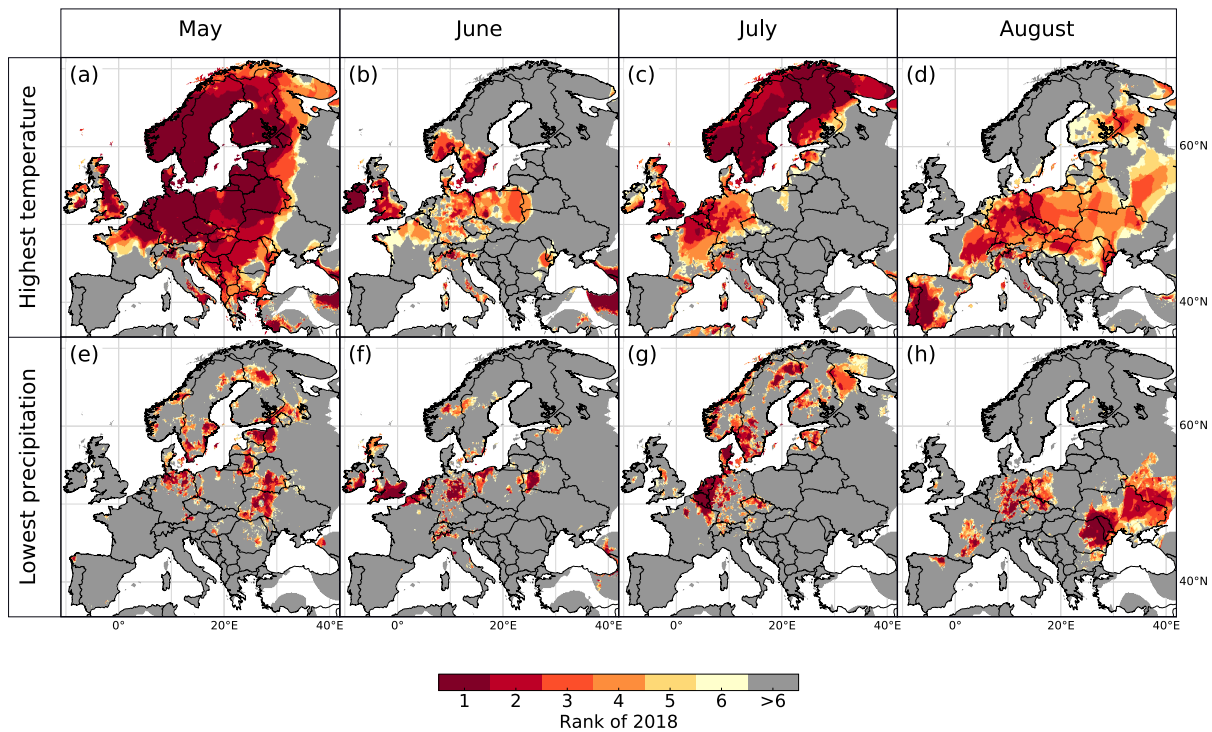 May June July August
Highest temperature
(a) (b) (c) (d)
60°N
40°N
Lowest precipitation
(e) (f) (g) (h)
60°N
40°N
0° 20°E 40°E 0° 20°E 40°E 0° 20°E 40°E 0° 20°E 40°E
1 2 3 4 5 6 >6
Rank of 2018